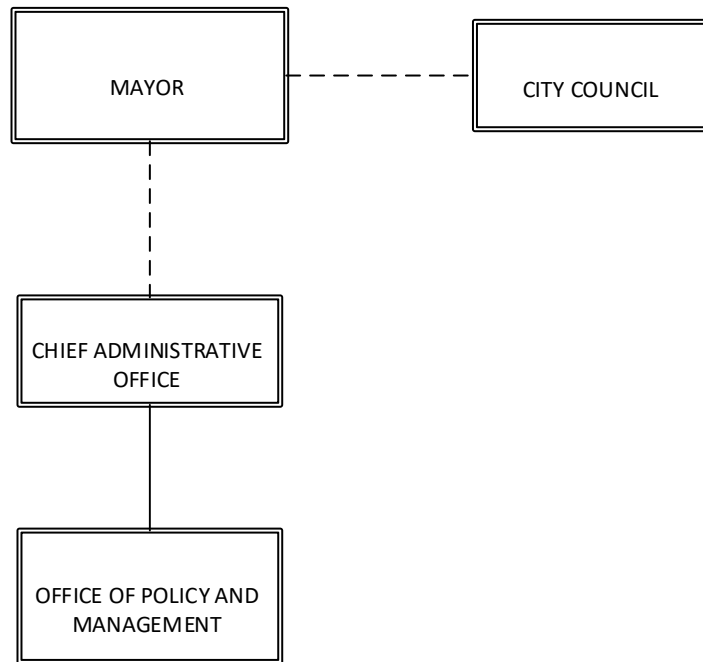 MAYOR
CITY COUNCIL
CHIEF ADMINISTRATIVE
OFFICE
OFFICE OF POLICY AND
MANAGEMENT